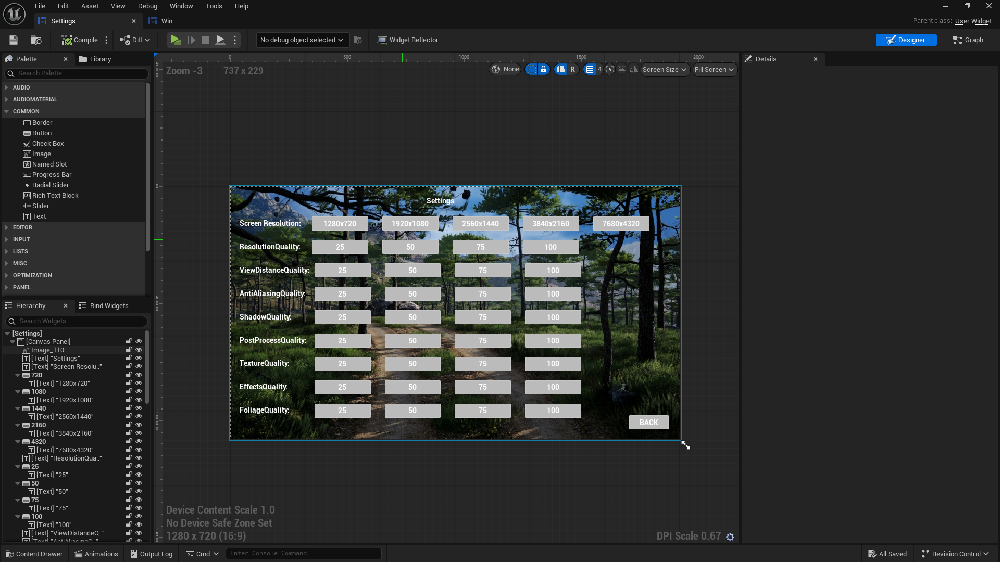 File Edit Asset View Debug Window Tools Help
Settings
Win
Parent class: User Widget
Compile
Diff
No debug object selected
Widget Reflector
Designer
Graph
Palette
Library
Search Palette
AUDIO
AUDIOMATERIAL
COMMON
Border
Button
Check Box
Image
Named Slot
Progress Bar
Radial Slider
Rich Text Block
Slider
Text
EDITOR
INPUT
LISTS
MISC
OPTIMIZATION
PANEL
Hierarchy
Bind Widgets
Search Widgets
[Settings]
[Canvas Panel]
Image_110
[Text] "Settings"
[Text] "Screen Resolu.."
720
[Text] "1280x720"
1080
[Text] "1920x1080"
1440
[Text] "2560x1440"
2160
[Text] "3840x2160"
4320
[Text] "7680x4320"
[Text] "ResolutionQua.."
25
[Text] "25"
50
[Text] "50"
75
[Text] "75"
100
[Text] "100"
[Text] "ViewDistanceQ.."
[Text] "AntiAliasingQ.."
0 500 1000 1500 2000
500
0
500
1000
150
Zoom -3
737 x 229
None
R
4
Screen Size
Fill Screen
Settings
Screen Resolution: 1280x720 1920x1080 2560x1440 3840x2160 7680x4320
ResolutionQuality: 25 50 75 100
ViewDistanceQuality: 25 50 75 100
AntiAliasingQuality: 25 50 75 100
ShadowQuality: 25 50 75 100
PostProcessQuality: 25 50 75 100
TextureQuality: 25 50 75 100
EffectsQuality: 25 50 75 100
FoliageQuality: 25 50 75 100
BACK
Device Content Scale 1.0
No Device Safe Zone Set
1280 x 720 (16:9)
DPI Scale 0.67
Details
Content Drawer
Animations
Output Log
Cmd
Enter Console Command
All Saved
Revision Control